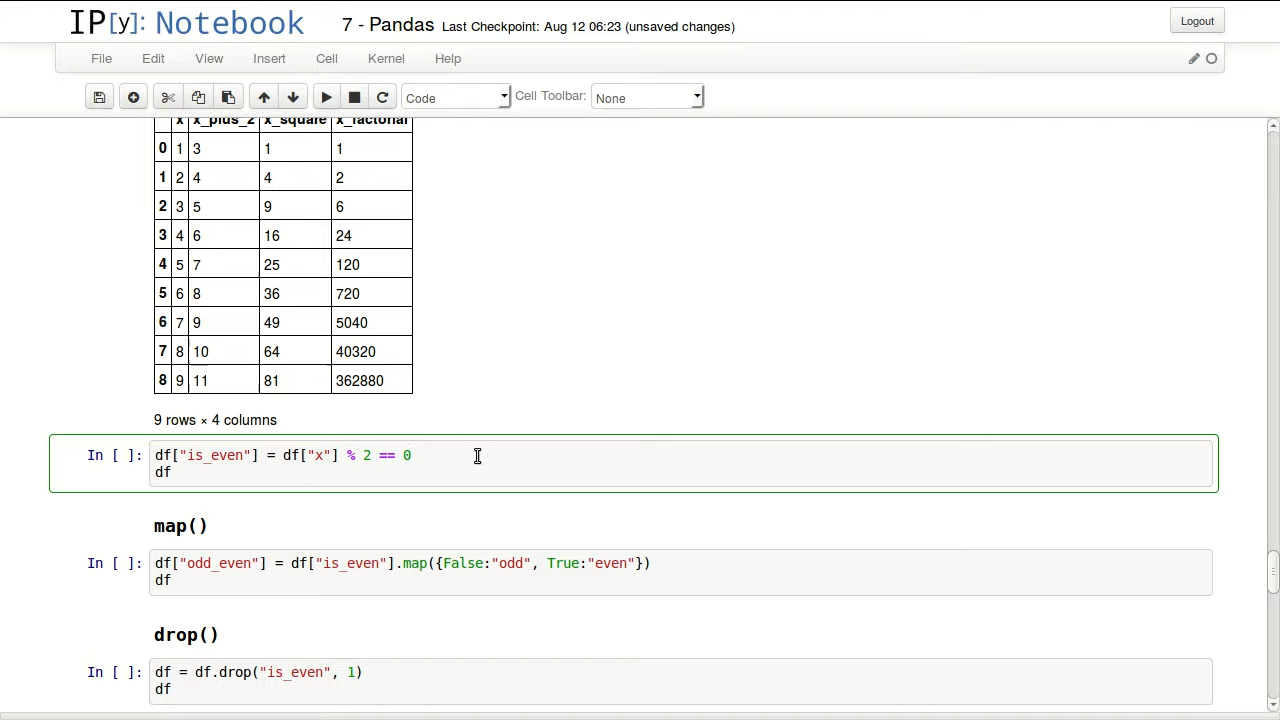 IP[y]: Notebook 7 - Pandas Last Checkpoint: Aug 12 06:23 (unsaved changes) Logout
File Edit View Insert Cell Kernel Help
Code Cell Toolbar: None
x x_plus_2 x_square x_factorial
0 1 3 1 1
1 2 4 4 2
2 3 5 9 6
3 4 6 16 24
4 5 7 25 120
5 6 8 36 720
6 7 9 49 5040
7 8 10 64 40320
8 9 11 81 362880
9 rows × 4 columns
In [ ]: df["is_even"] = df["x"] % 2 == 0
df
map()
In [ ]: df["odd_even"] = df["is_even"].map({False:"odd", True:"even"})
df
drop()
In [ ]: df = df.drop("is_even", 1)
df